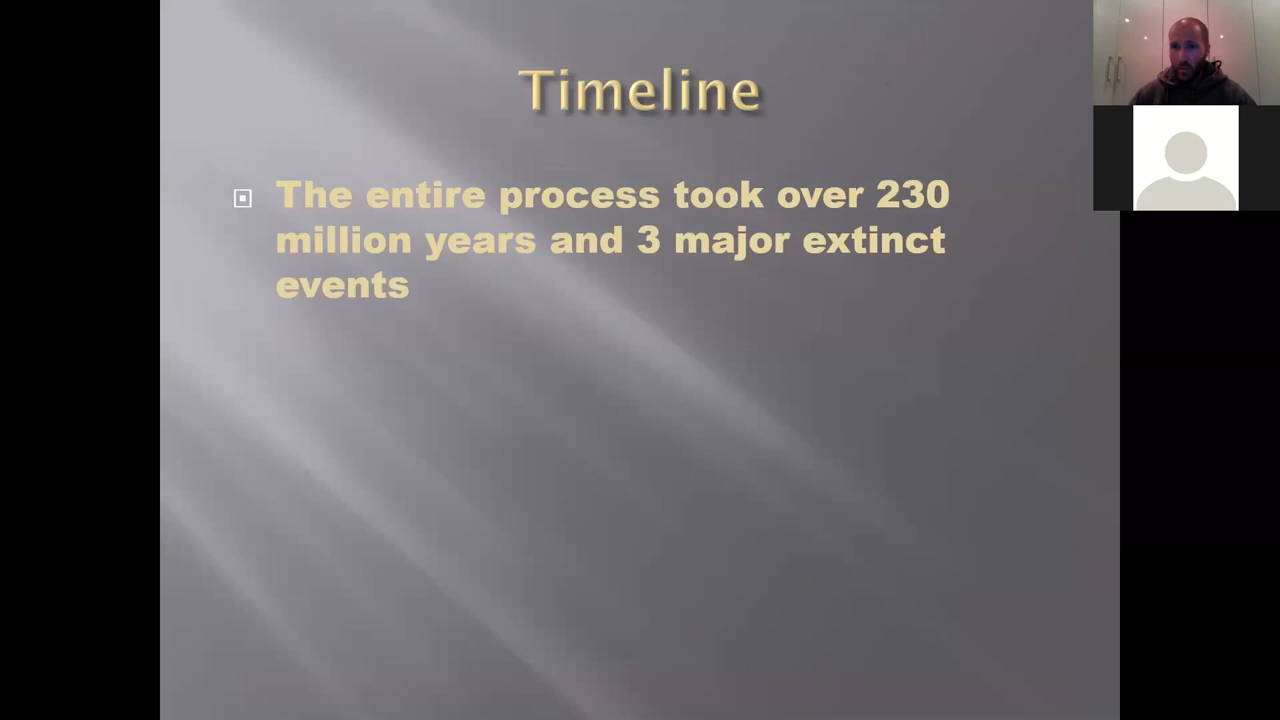 Timeline
The entire process took over 230
million years and 3 major extinct
events